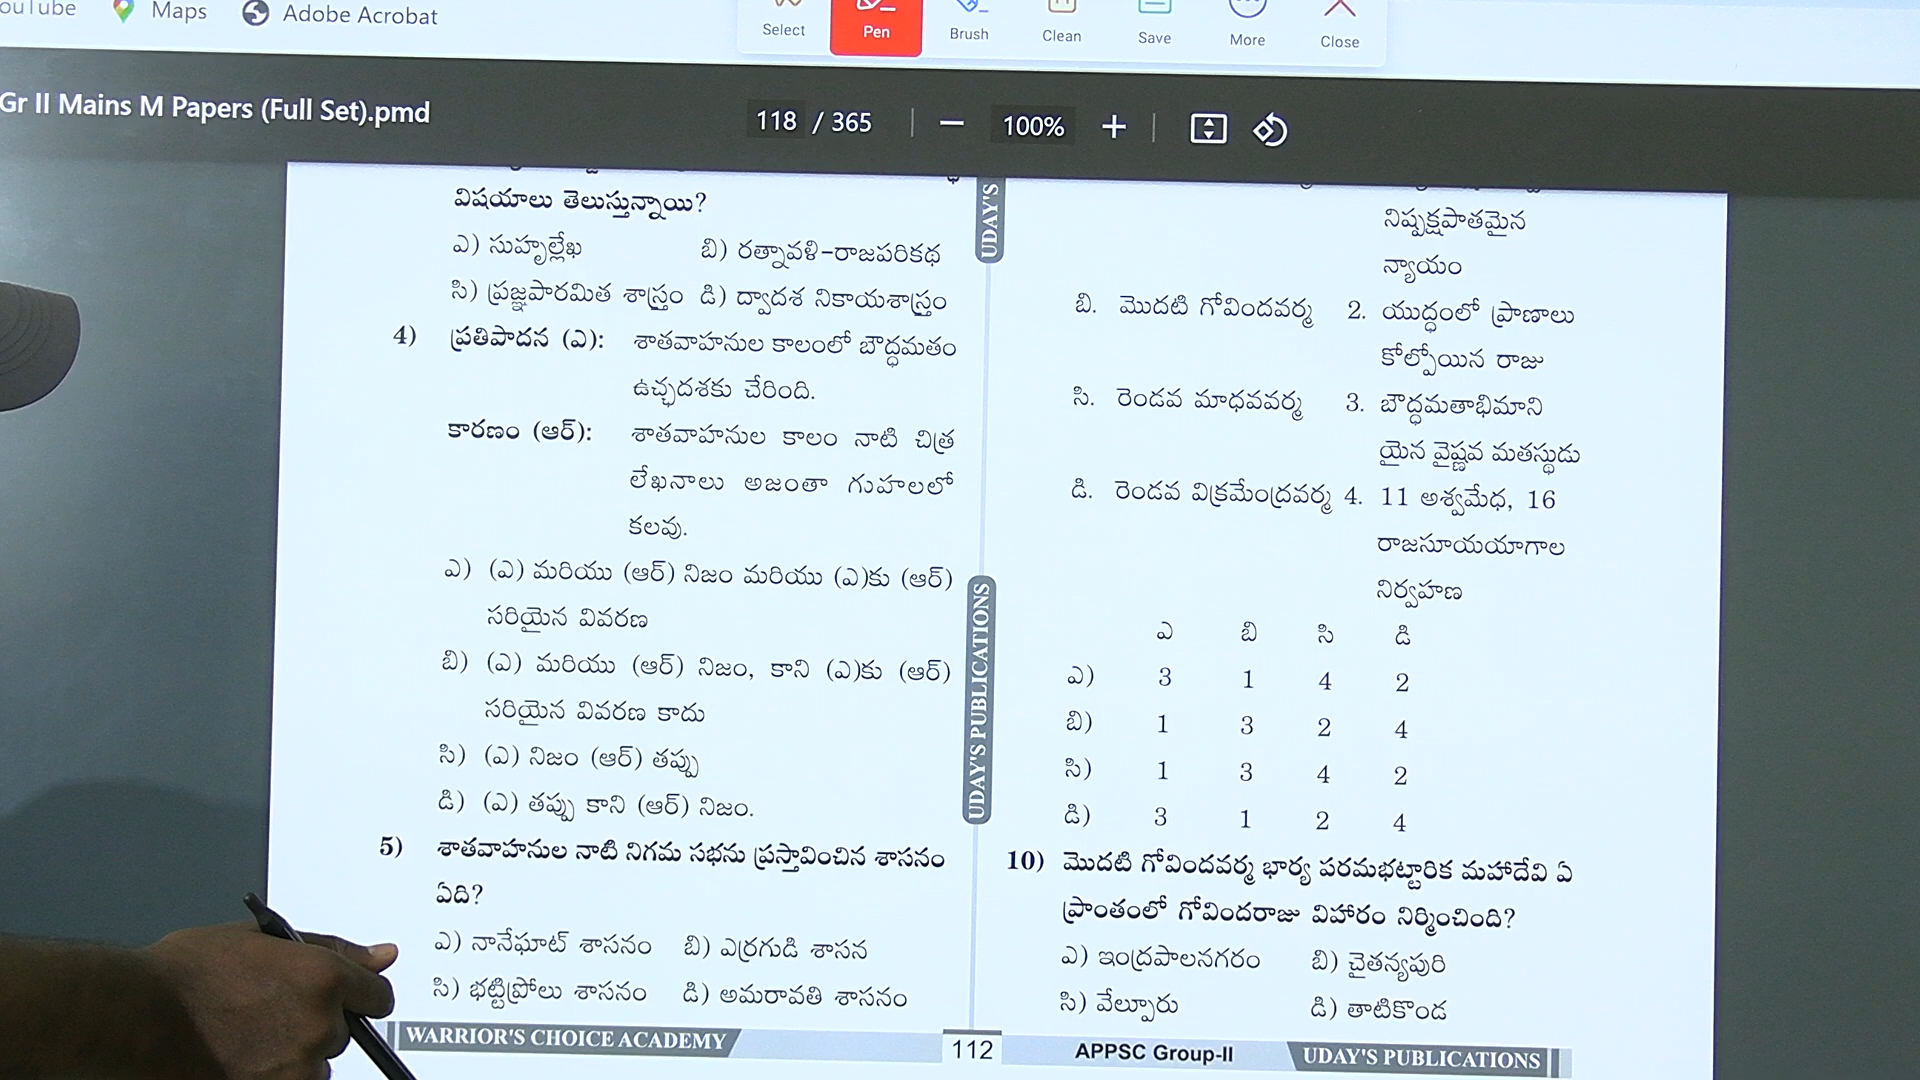 ouTube
Maps
Adobe Acrobat
Select
Pen
Brush
Clean
Save
More
Close
Gr II Mains M Papers (Full Set).pmd
118 / 365
100%
విషయాలు తెలుస్తున్నాయి?
ఎ) సుహృల్లేఖ బి) రత్నావళి-రాజపరికథ
సి) ప్రజ్ఞపారమిత శాస్త్రం డి) ద్వాదశ నికాయశాస్త్రం
4) ప్రతిపాదన (ఎ): శాతవాహనుల కాలంలో బౌద్ధమతం
ఉచ్ఛదశకు చేరింది.
కారణం (ఆర్): శాతవాహనుల కాలం నాటి చిత్ర
లేఖనాలు అజంతా గుహలలో
కలవు.
ఎ) (ఎ) మరియు (ఆర్) నిజం మరియు (ఎ)కు (ఆర్)
సరియైన వివరణ
బి) (ఎ) మరియు (ఆర్) నిజం, కాని (ఎ)కు (ఆర్)
సరియైన వివరణ కాదు
సి) (ఎ) నిజం (ఆర్) తప్పు
డి) (ఎ) తప్పు కాని (ఆర్) నిజం.
5) శాతవాహనుల నాటి నిగమ సభను ప్రస్తావించిన శాసనం
ఏది?
ఎ) నానేఘాట్ శాసనం బి) ఎర్రగుడి శాసన
సి) భట్టిప్రోలు శాసనం డి) అమరావతి శాసనం
UDAY'S
UDAY'S PUBLICATIONS
నిష్పక్షపాతమైన
న్యాయం
బి. మొదటి గోవిందవర్మ 2. యుద్ధంలో ప్రాణాలు
కోల్పోయిన రాజు
సి. రెండవ మాధవవర్మ 3. బౌద్ధమతాభిమాని
యైన వైష్ణవ మతస్థుడు
డి. రెండవ విక్రమేంద్రవర్మ 4. 11 అశ్వమేధ, 16
రాజసూయయాగాల
నిర్వహణ
ఎ బి సి డి
ఎ) 3 1 4 2
బి) 1 3 2 4
సి) 1 3 4 2
డి) 3 1 2 4
10) మొదటి గోవిందవర్మ భార్య పరమభట్టారిక మహాదేవి ఏ
ప్రాంతంలో గోవిందరాజు విహారం నిర్మించింది?
ఎ) ఇంద్రపాలనగరం బి) చైతన్యపురి
సి) వేల్పూరు డి) తాటికొండ
WARRIOR'S CHOICE ACADEMY
112
APPSC Group-II
UDAY'S PUBLICATIONS